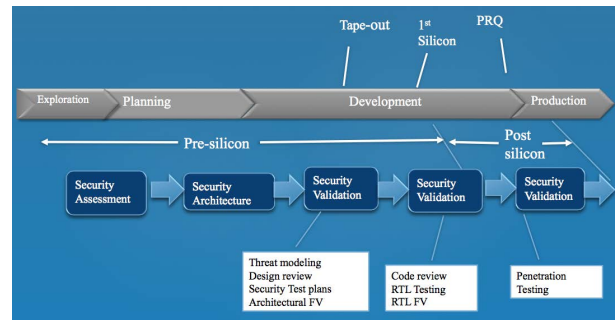 Tape-out
1st
Silicon
PRQ
Exploration
Planning
Development
Production
Pre-silicon
Post
silicon
Security
Assessment
Security
Architecture
Security
Validation
Security
Validation
Security
Validation
Threat modeling
Design review
Security Test plans
Architectural FV
Code review
RTL Testing
RTL FV
Penetration
Testing